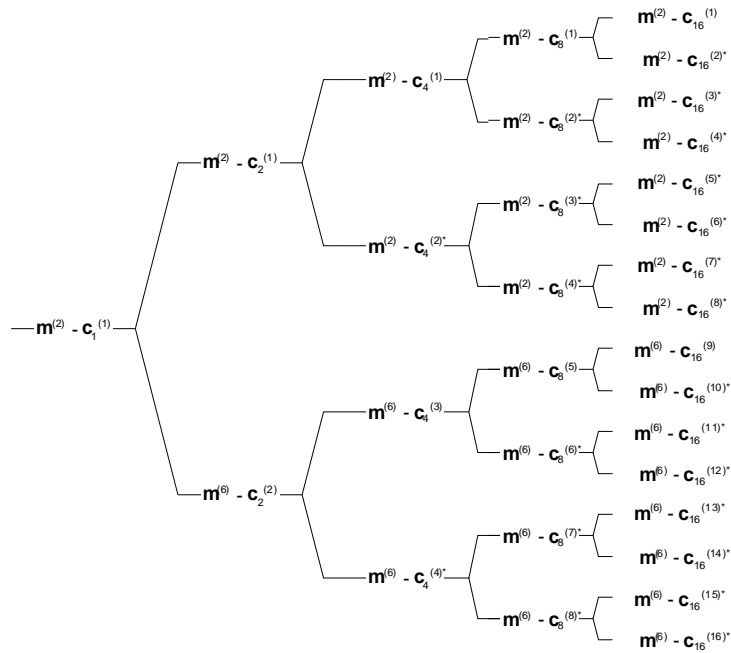 m(2) - c16(1)
m(2) - c8(1)
m(2) - c16(2)*
m(2) - c4(1)
m(2) - c16(3)*
m(2) - c8(2)*
m(2) - c16(4)*
m(2) - c2(1)
m(2) - c16(5)*
m(2) - c8(3)*
m(2) - c16(6)*
m(2) - c4(2)*
m(2) - c16(7)*
m(2) - c8(4)*
m(2) - c16(8)*
m(2) - c1(1)
m(6) - c16(9)
m(6) - c8(5)
m(6) - c16(10)*
m(6) - c4(3)
m(6) - c16(11)*
m(6) - c8(6)*
m(6) - c16(12)*
m(6) - c2(2)
m(6) - c16(13)*
m(6) - c8(7)*
m(6) - c16(14)*
m(6) - c4(4)*
m(6) - c16(15)*
m(6) - c8(8)*
m(6) - c16(16)*